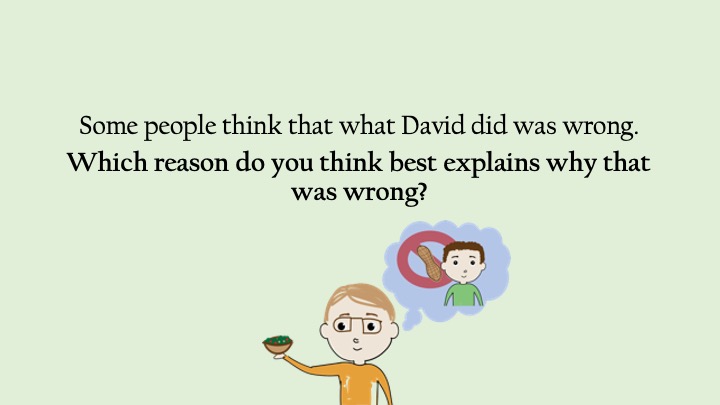 Some people think that what David did was wrong.
Which reason do you think best explains why that
was wrong?